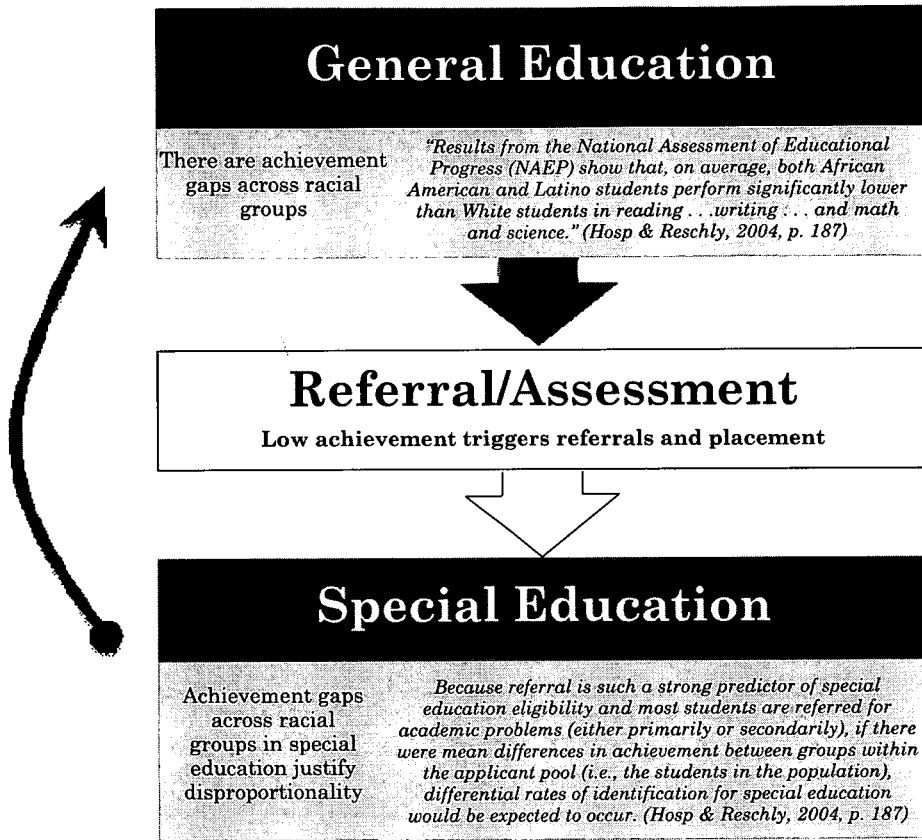 General Education
There are achievement
gaps across racial
groups
"Results from the National Assessment of Educational
Progress (NAEP) show that, on average, both African
American and Latino students perform significantly lower
than White students in reading . . .writing . . . and math
and science." (Hosp & Reschly, 2004, p. 187)
Referral/Assessment
Low achievement triggers referrals and placement
Special Education
Achievement gaps
across racial
groups in special
education justify
disproportionality
Because referral is such a strong predictor of special
education eligibility and most students are referred for
academic problems (either primarily or secondarily), if there
were mean differences in achievement between groups within
the applicant pool (i.e., the students in the population),
differential rates of identification for special education
would be expected to occur. (Hosp & Reschly, 2004, p. 187)